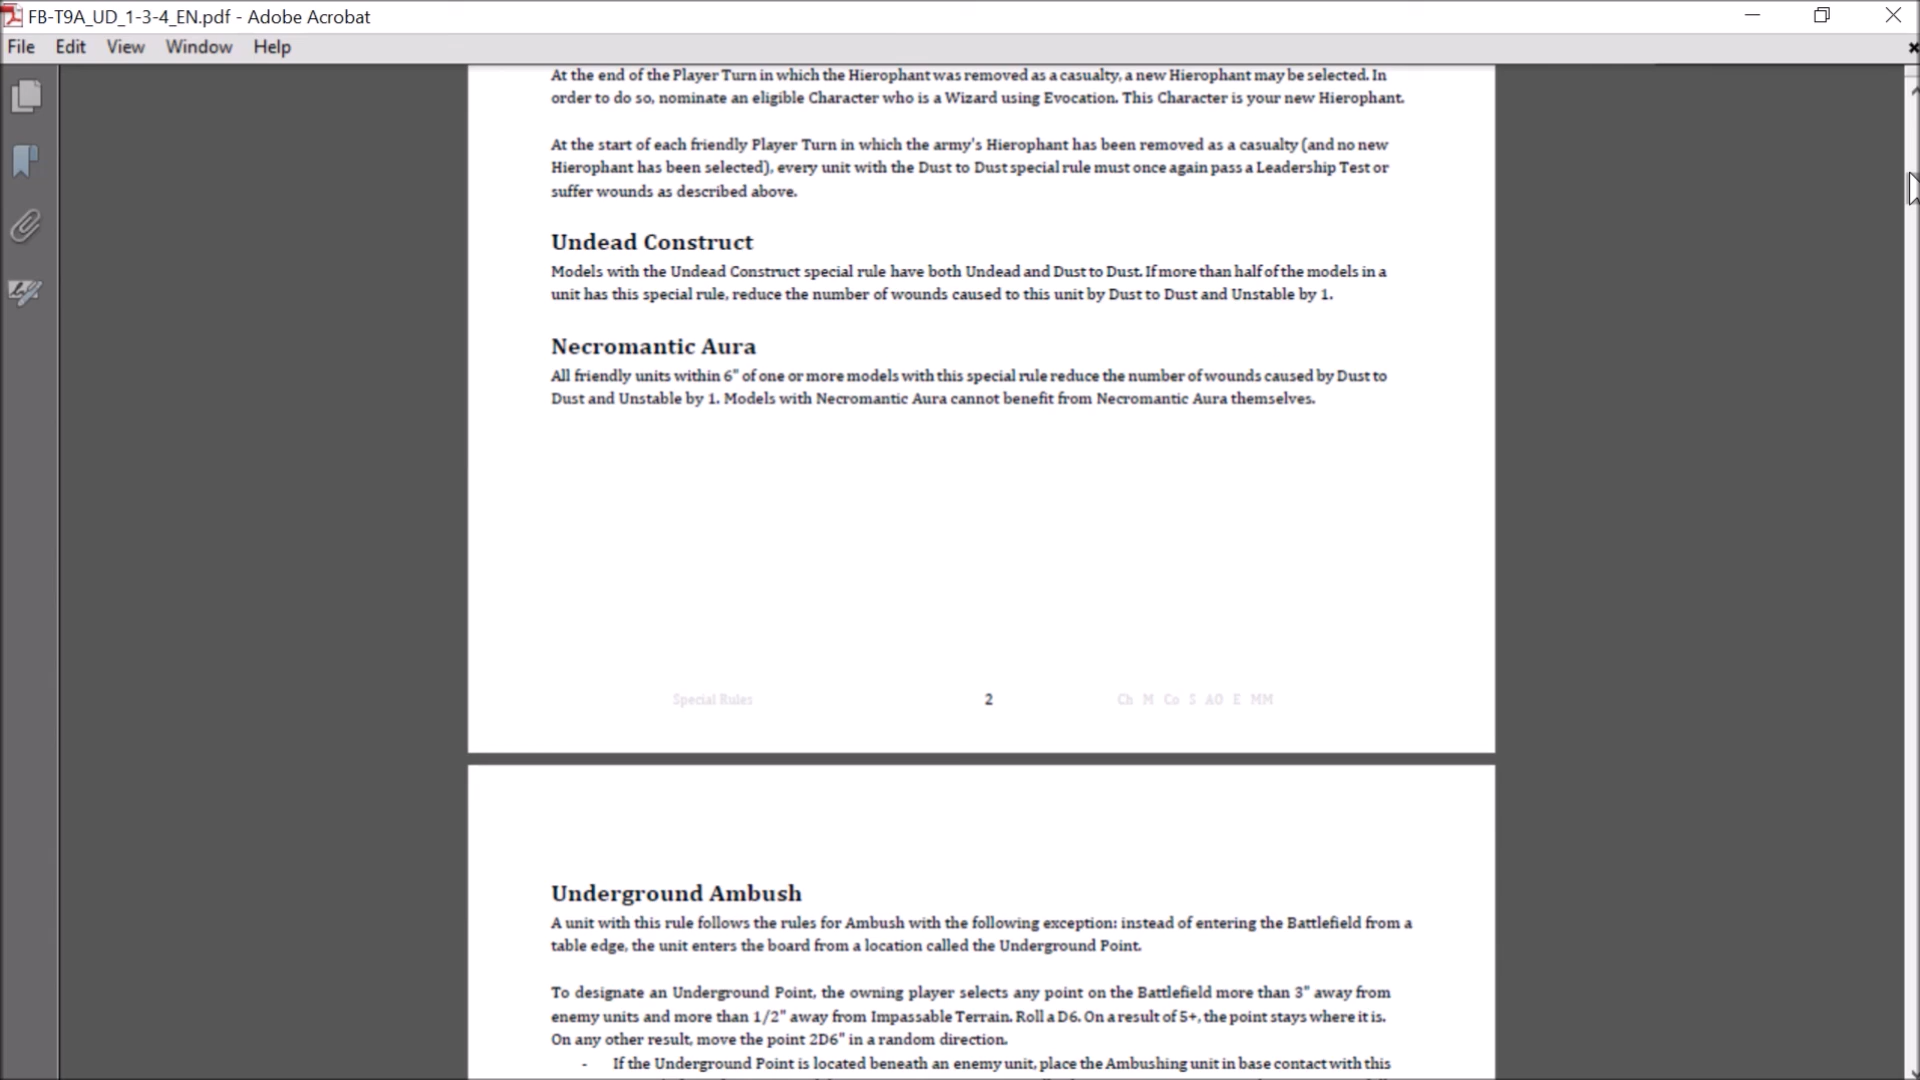 FB-T9A_UD_1-3-4_EN.pdf - Adobe Acrobat
File Edit View Window Help
At the end of the Player Turn in which the Hierophant was removed as a casualty, a new Hierophant may be selected. In
order to do so, nominate an eligible Character who is a Wizard using Evocation. This Character is your new Hierophant.
At the start of each friendly Player Turn in which the army's Hierophant has been removed as a casualty (and no new
Hierophant has been selected), every unit with the Dust to Dust special rule must once again pass a Leadership Test or
suffer wounds as described above.
Undead Construct
Models with the Undead Construct special rule have both Undead and Dust to Dust. If more than half of the models in a
unit has this special rule, reduce the number of wounds caused to this unit by Dust to Dust and Unstable by 1.
Necromantic Aura
All friendly units within 6" of one or more models with this special rule reduce the number of wounds caused by Dust to
Dust and Unstable by 1. Models with Necromantic Aura cannot benefit from Necromantic Aura themselves.
Special Rules 2 Ch M Co S AO E MM
Underground Ambush
A unit with this rule follows the rules for Ambush with the following exception: instead of entering the Battlefield from a
table edge, the unit enters the board from a location called the Underground Point.
To designate an Underground Point, the owning player selects any point on the Battlefield more than 3" away from
enemy units and more than 1/2" away from Impassable Terrain. Roll a D6. On a result of 5+, the point stays where it is.
On any other result, move the point 2D6" in a random direction.
- If the Underground Point is located beneath an enemy unit, place the Ambushing unit in base contact with this